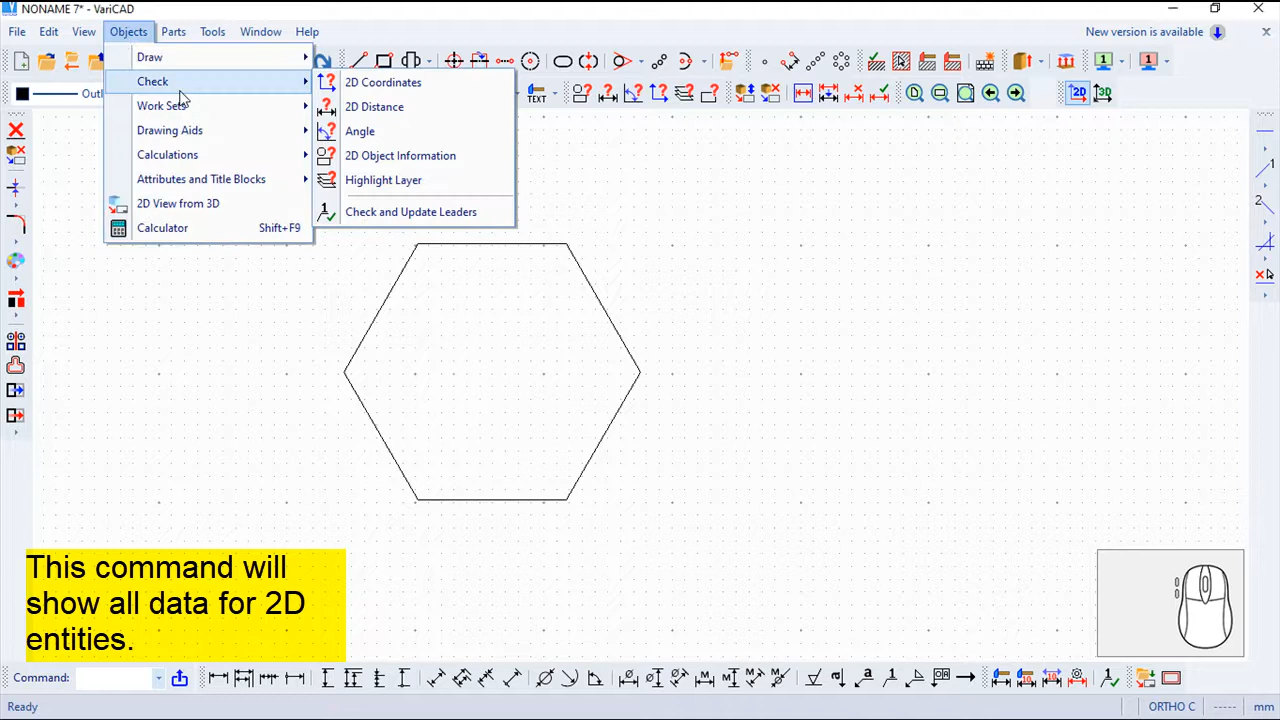 NONAME 7* - VariCAD
File Edit View Objects Parts Tools Window Help
New version is available
Draw
Check
Work Sets
Drawing Aids
Calculations
Attributes and Title Blocks
2D View from 3D
Calculator Shift+F9
2D Coordinates
2D Distance
Angle
2D Object Information
Highlight Layer
Check and Update Leaders
TEXT
2D 3D
This command will
show all data for 2D
entities.
Command:
Ready
ORTHO C ----- mm